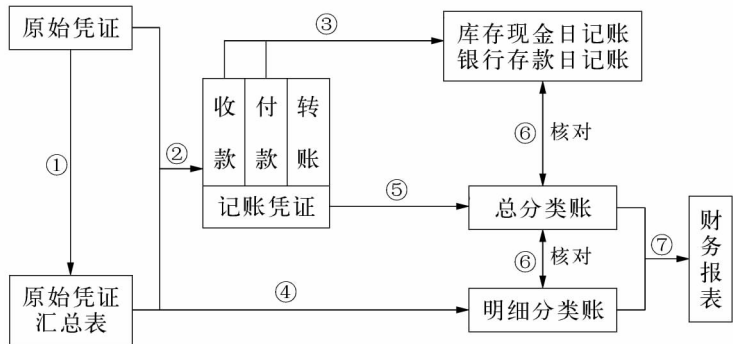 原始凭证
③
库存现金日记账
银行存款日记账
收款
付款
转账
①
②
⑥ 核对
记账凭证
⑤
总分类账
⑥ 核对
⑦
财务报表
原始凭证
汇总表
④
明细分类账